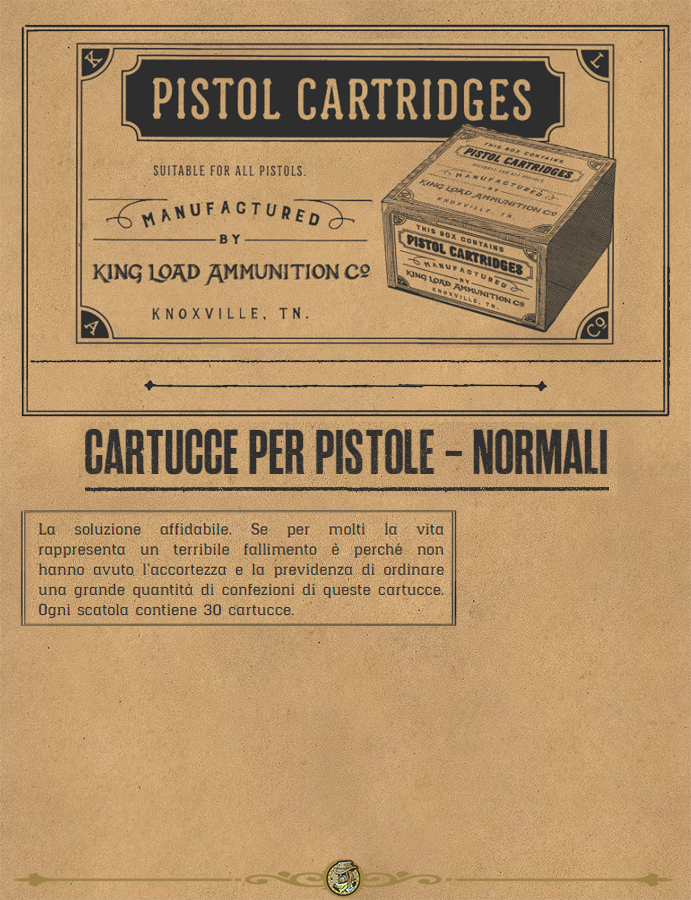 K
L
PISTOL CARTRIDGES
SUITABLE FOR ALL PISTOLS.
MANUFACTURED
BY
KING LOAD AMMUNITION Co
KNOXVILLE, TN.
A
Co
THIS BOX CONTAINS
PISTOL CARTRIDGES
SUITABLE FOR ALL PISTOLS
MANUFACTURED
BY
KING LOAD AMMUNITION Co
KNOXVILLE, TN.
THIS BOX CONTAINS
PISTOL CARTRIDGES
MANUFACTURED
BY
KING LOAD AMMUNITION Co
KNOXVILLE, TN.
CARTUCCE PER PISTOLE – NORMALI
La soluzione affidabile. Se per molti la vita
rappresenta un terribile fallimento è perché non
hanno avuto l'accortezza e la previdenza di ordinare
una grande quantità di confezioni di queste cartucce.
Ogni scatola contiene 30 cartucce.